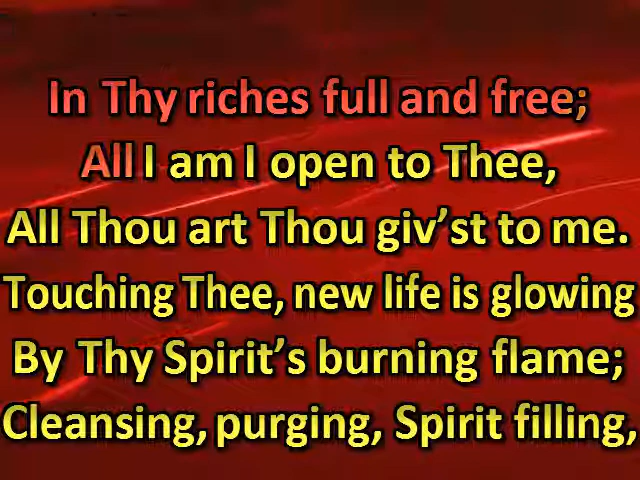 In Thy riches full and free;
All I am I open to Thee,
All Thou art Thou giv’st to me.
Touching Thee, new life is glowing
By Thy Spirit’s burning flame;
Cleansing, purging, Spirit filling,